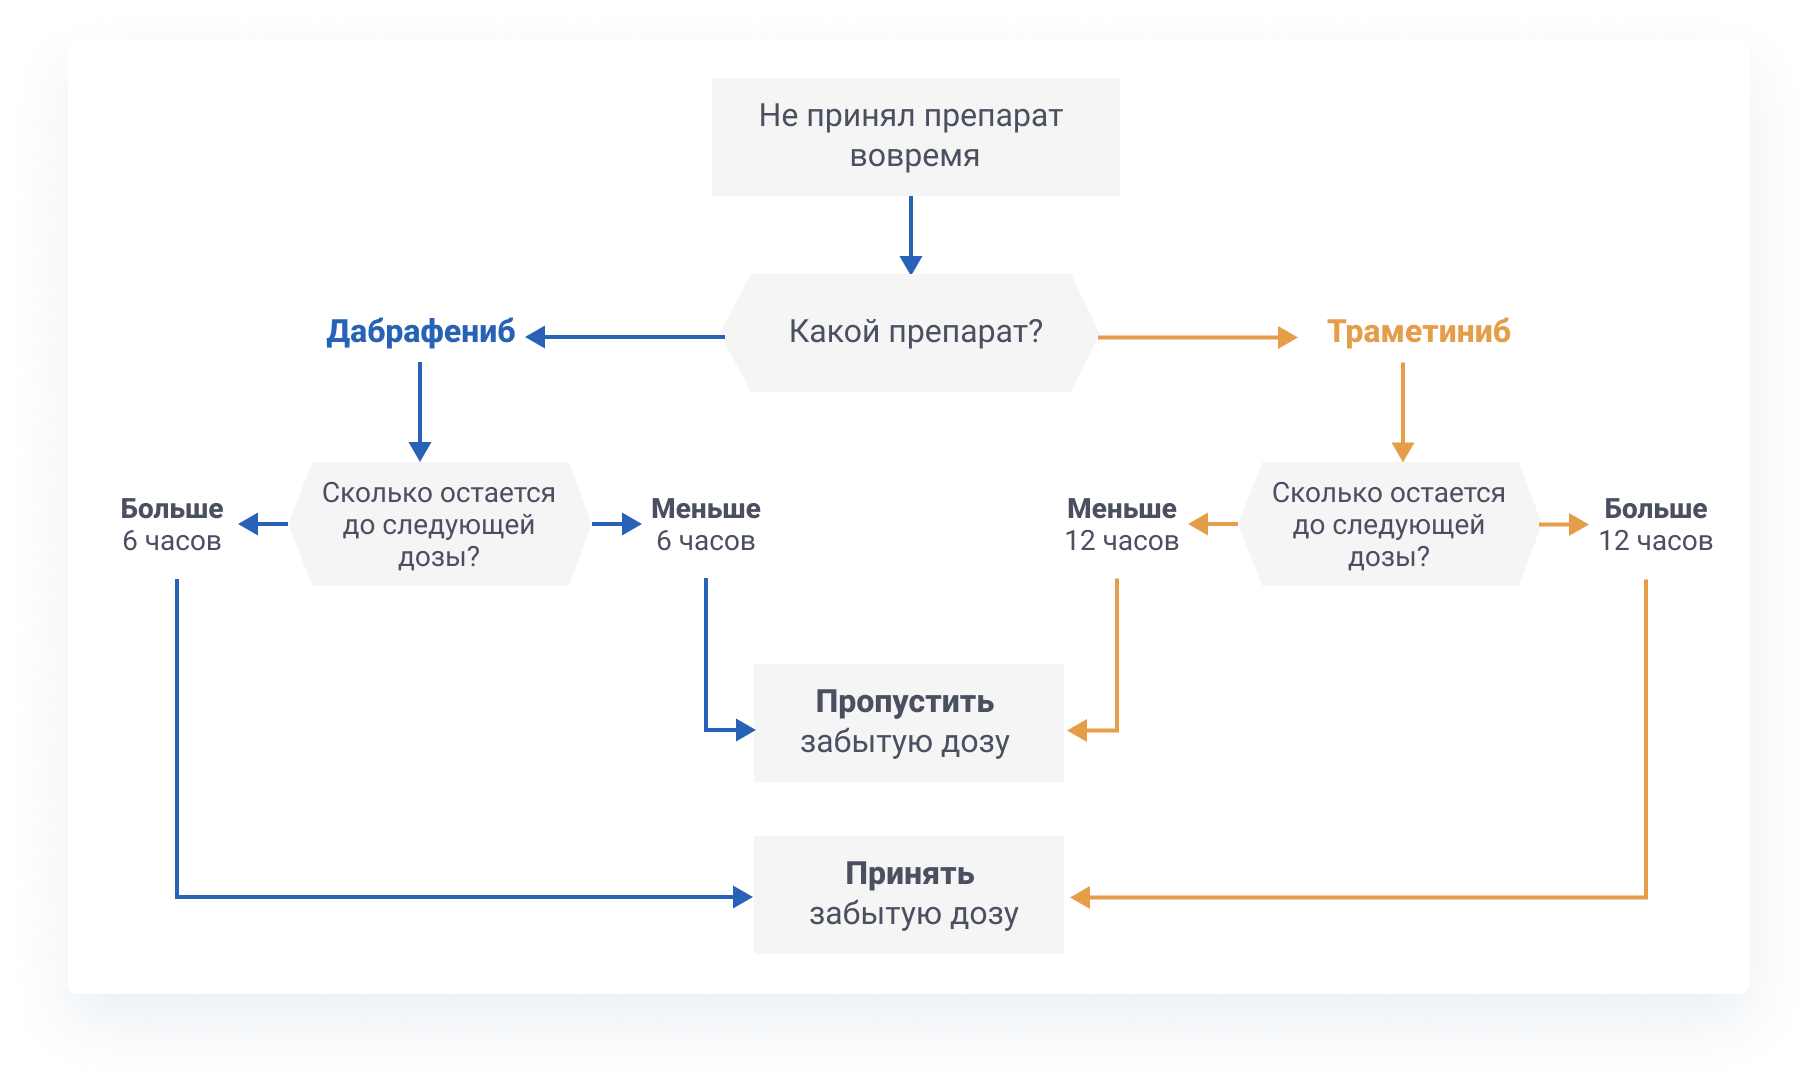 Не принял препарат
вовремя
Какой препарат?
Дабрафениб
Траметиниб
Больше
6 часов
Сколько остается
до следующей
дозы?
Меньше
6 часов
Меньше
12 часов
Сколько остается
до следующей
дозы?
Больше
12 часов
Пропустить
забытую дозу
Принять
забытую дозу